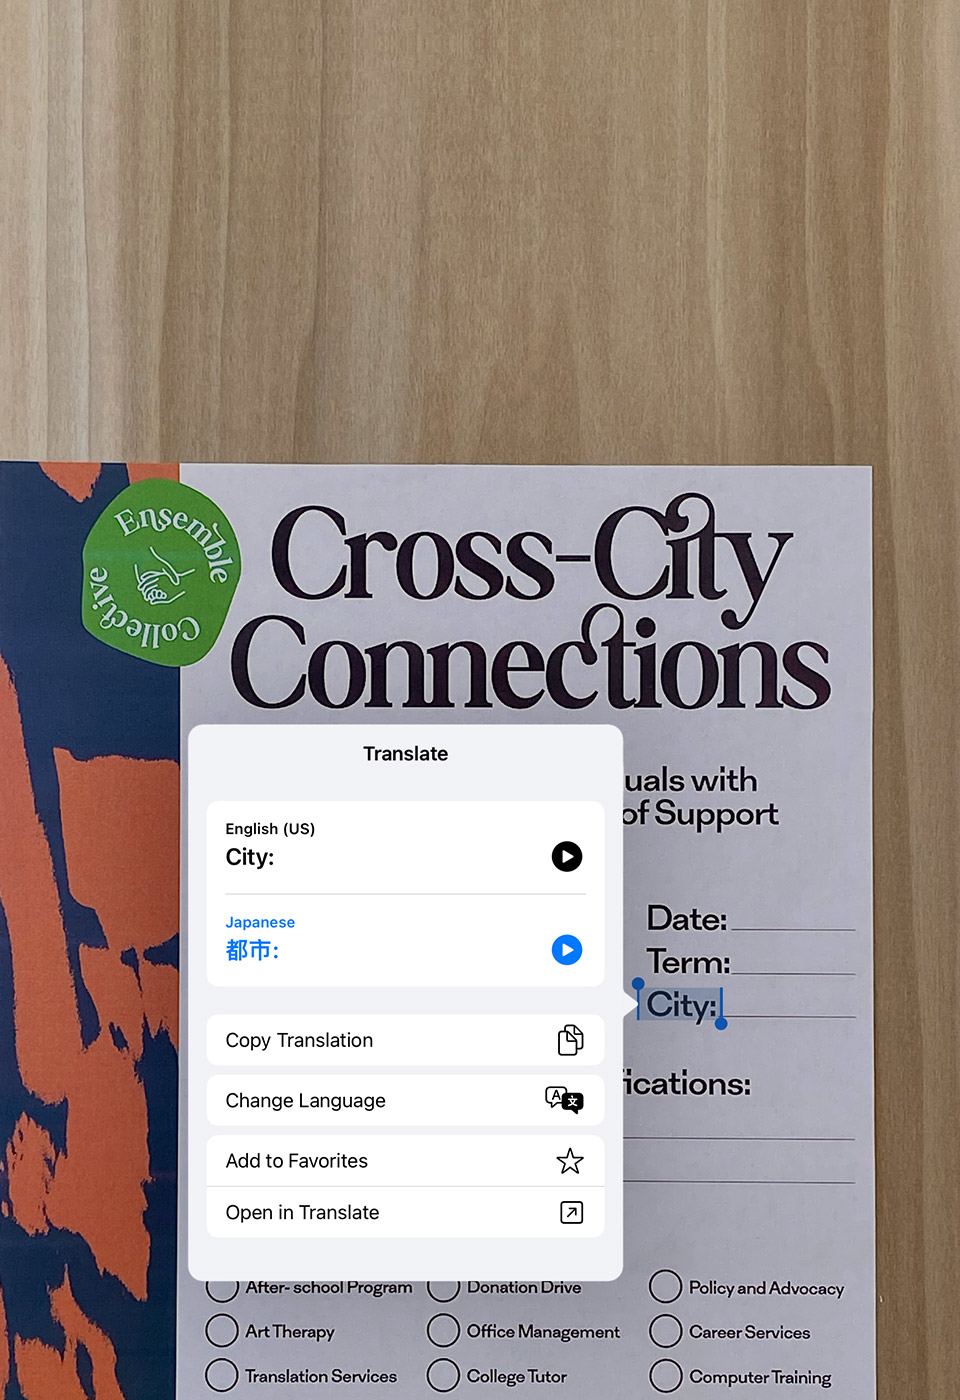 Ensemble
Collective
Cross-City
Connections
Translate
English (US)
City:
Japanese
都市:
Copy Translation
Change Language
A 文
Add to Favorites
Open in Translate
with
of Support
Date:
Term:
City:
After-school Program
Donation Drive
Policy and Advocacy
Art Therapy
Office Management
Career Services
Translation Services
College Tutor
Computer Training